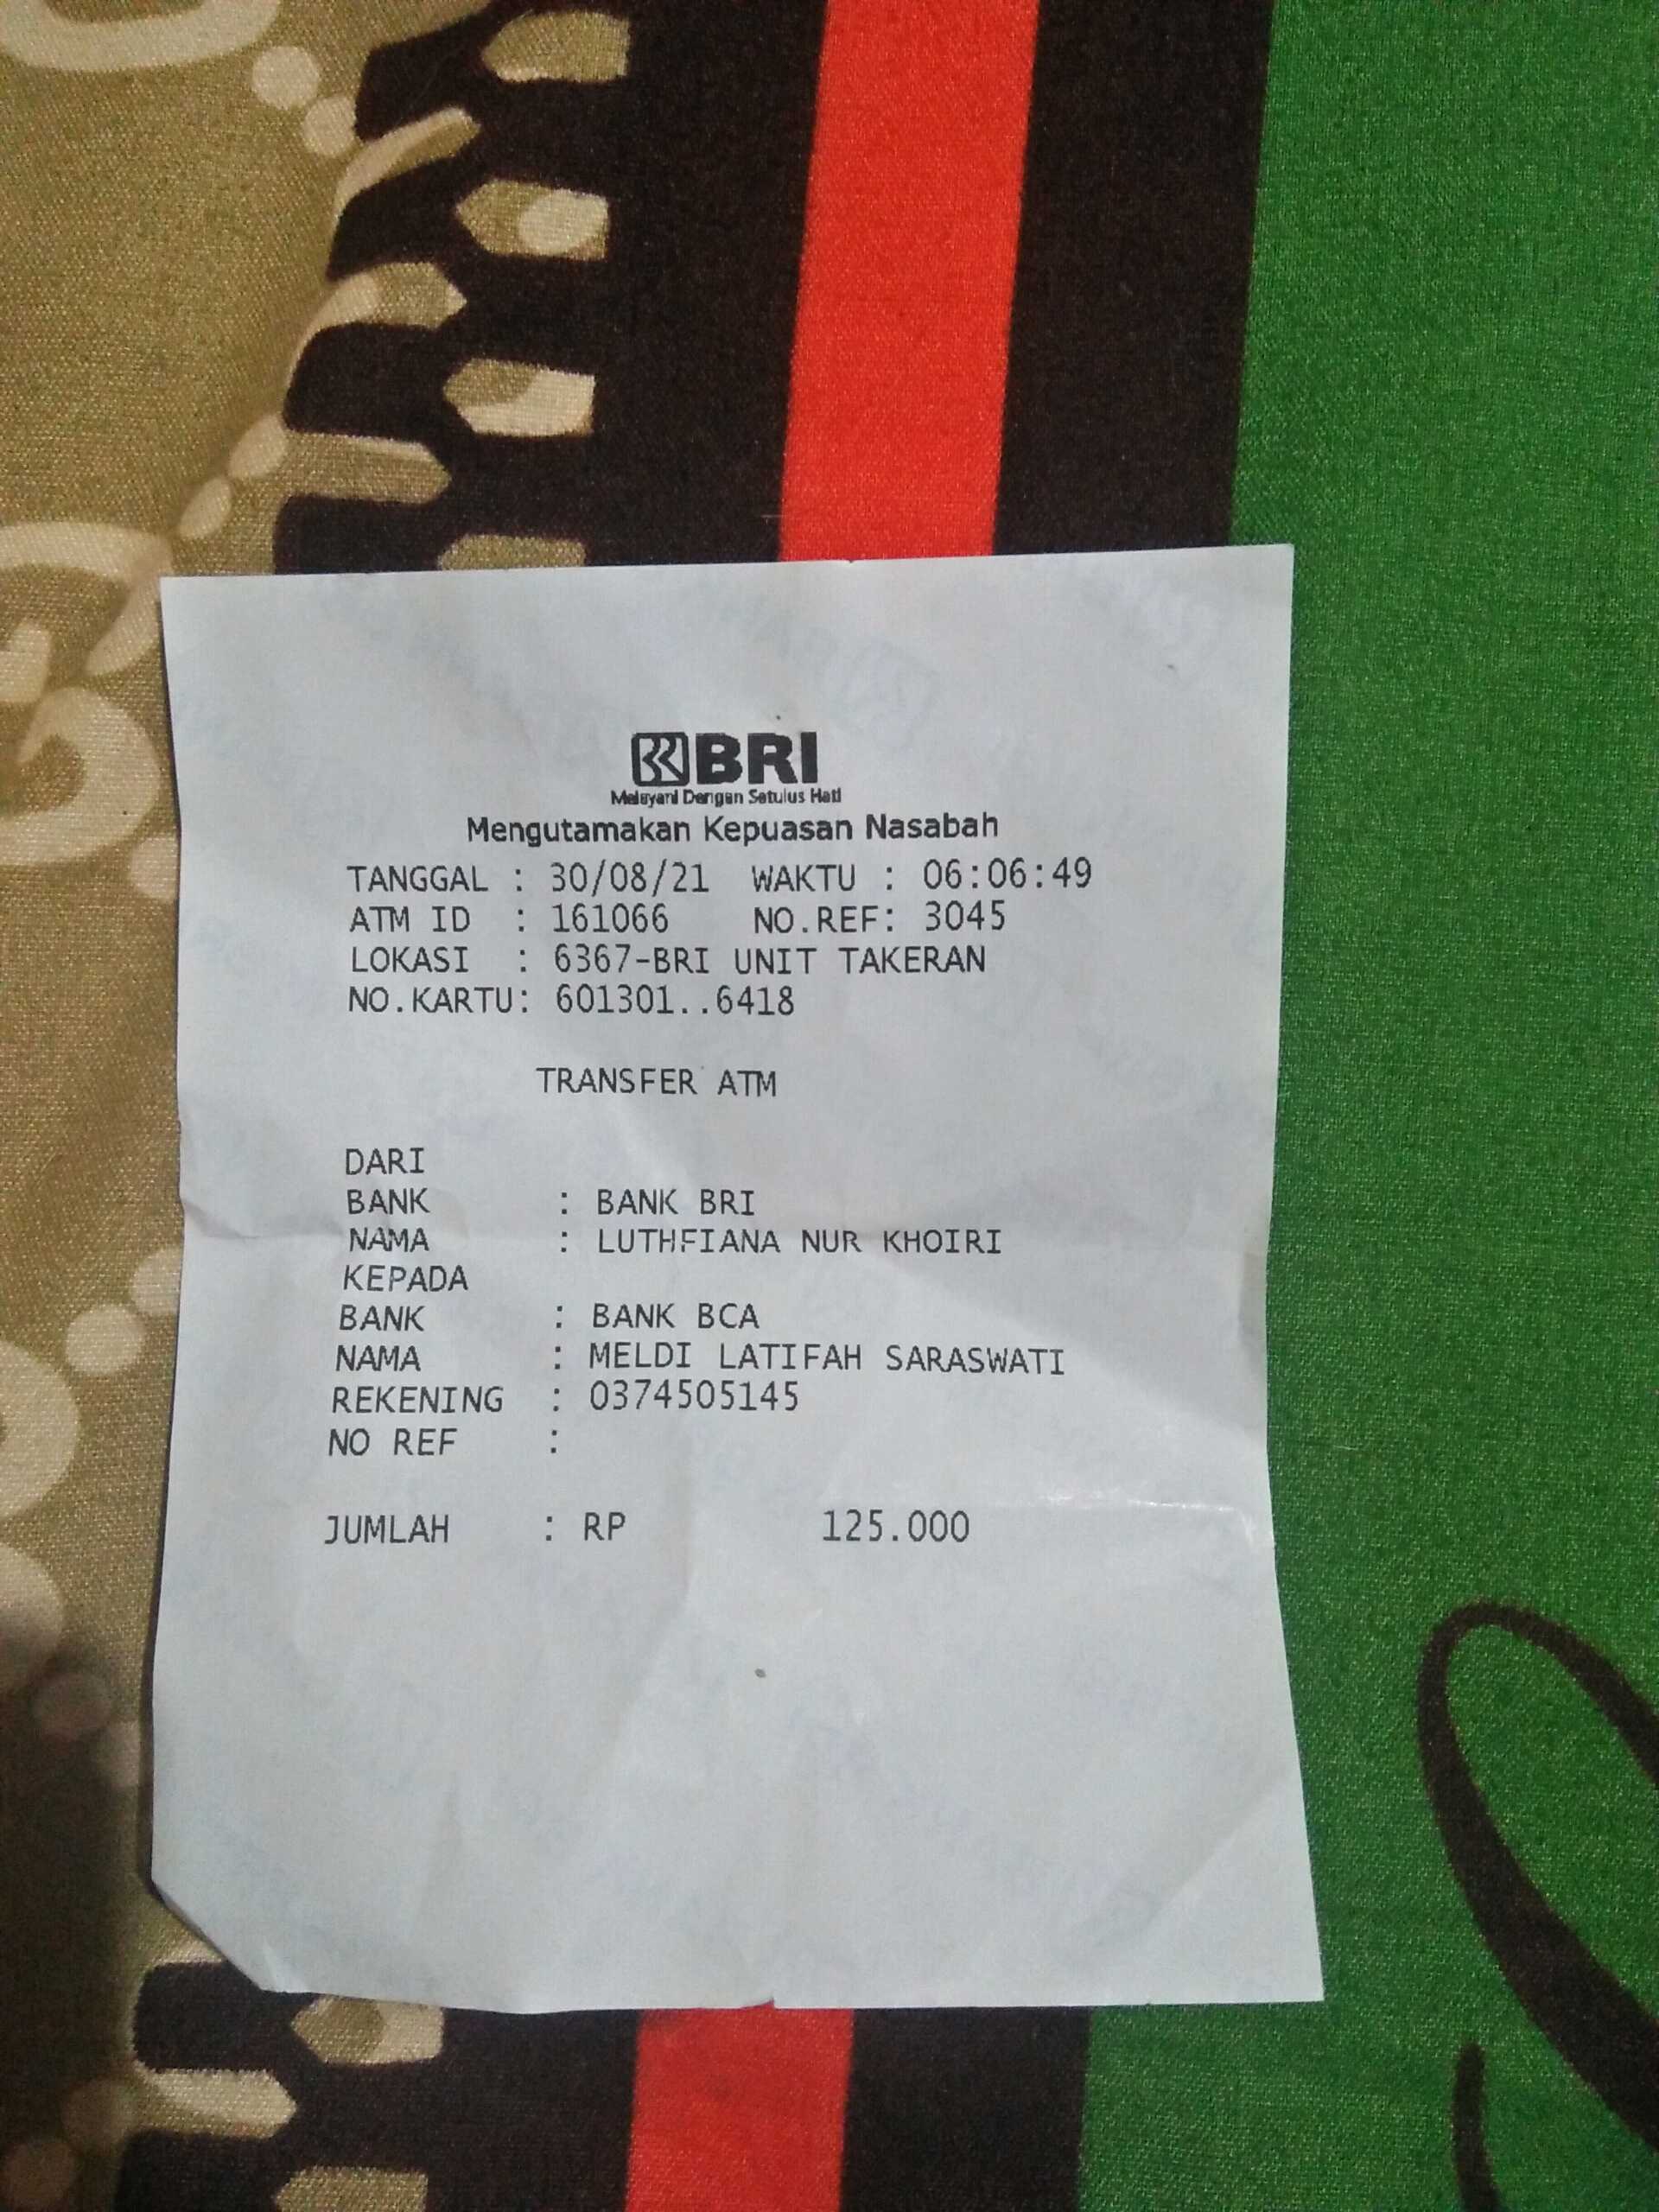 BRI
Melayani Dengan Setulus Hati
Mengutamakan Kepuasan Nasabah
TANGGAL : 30/08/21 WAKTU : 06:06:49
ATM ID : 161066 NO.REF: 3045
LOKASI : 6367-BRI UNIT TAKERAN
NO.KARTU: 601301..6418
TRANSFER ATM
DARI
BANK : BANK BRI
NAMA : LUTHFIANA NUR KHOIRI
KEPADA
BANK : BANK BCA
NAMA : MELDI LATIFAH SARASWATI
REKENING : 0374505145
NO REF :
JUMLAH : RP 125.000